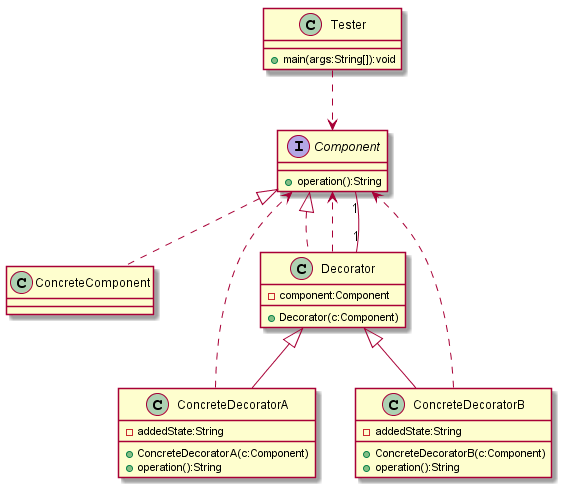 C Tester
main(args:String[]):void
I Component
operation():String
1
1
C ConcreteComponent
C Decorator
component:Component
Decorator(c:Component)
C ConcreteDecoratorA
addedState:String
ConcreteDecoratorA(c:Component)
operation():String
C ConcreteDecoratorB
addedState:String
ConcreteDecoratorB(c:Component)
operation():String